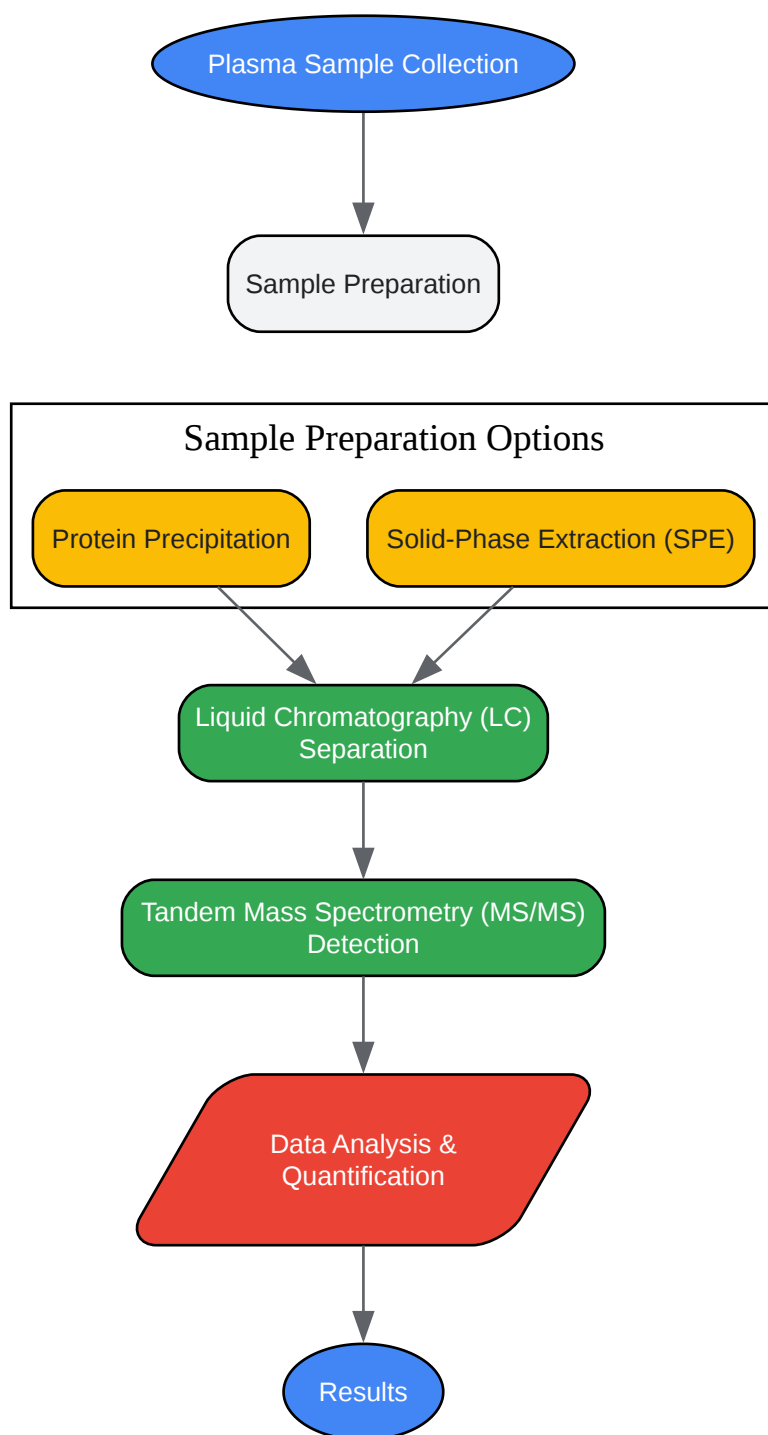 Plasma Sample Collection
Sample Preparation
Sample Preparation Options
Protein Precipitation
Solid-Phase Extraction (SPE)
Liquid Chromatography (LC)
Separation
Tandem Mass Spectrometry (MS/MS)
Detection
Data Analysis &
Quantification
Results